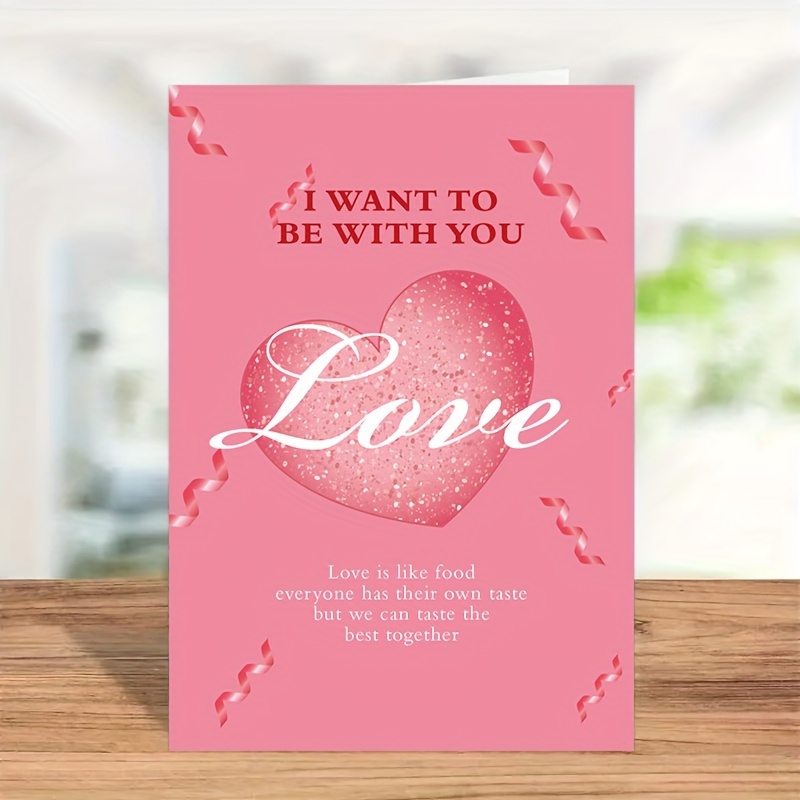 I WANT TO
BE WITH YOU
Love
Love is like food
everyone has their own taste
but we can taste the
best together